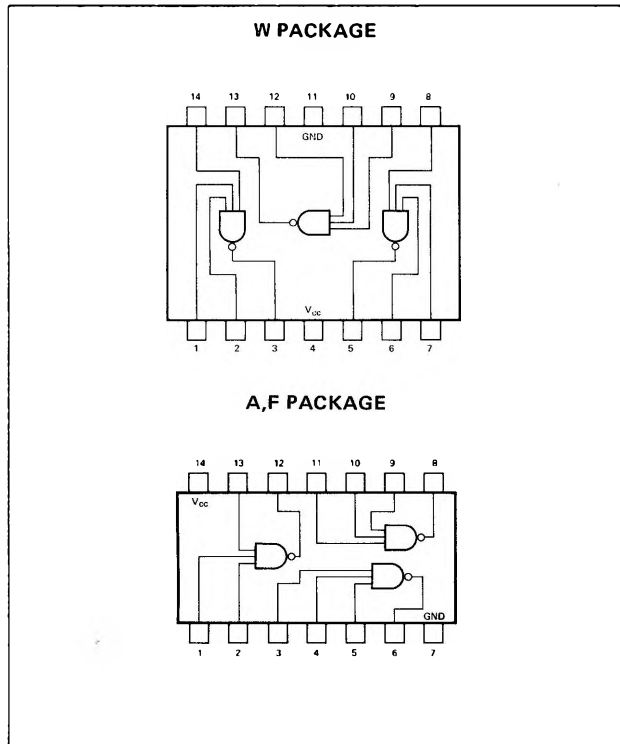 W PACKAGE
14 13 12 11 10 9 8
GND
Vcc
1 2 3 4 5 6 7
A,F PACKAGE
14 13 12 11 10 9 8
Vcc
GND
1 2 3 4 5 6 7